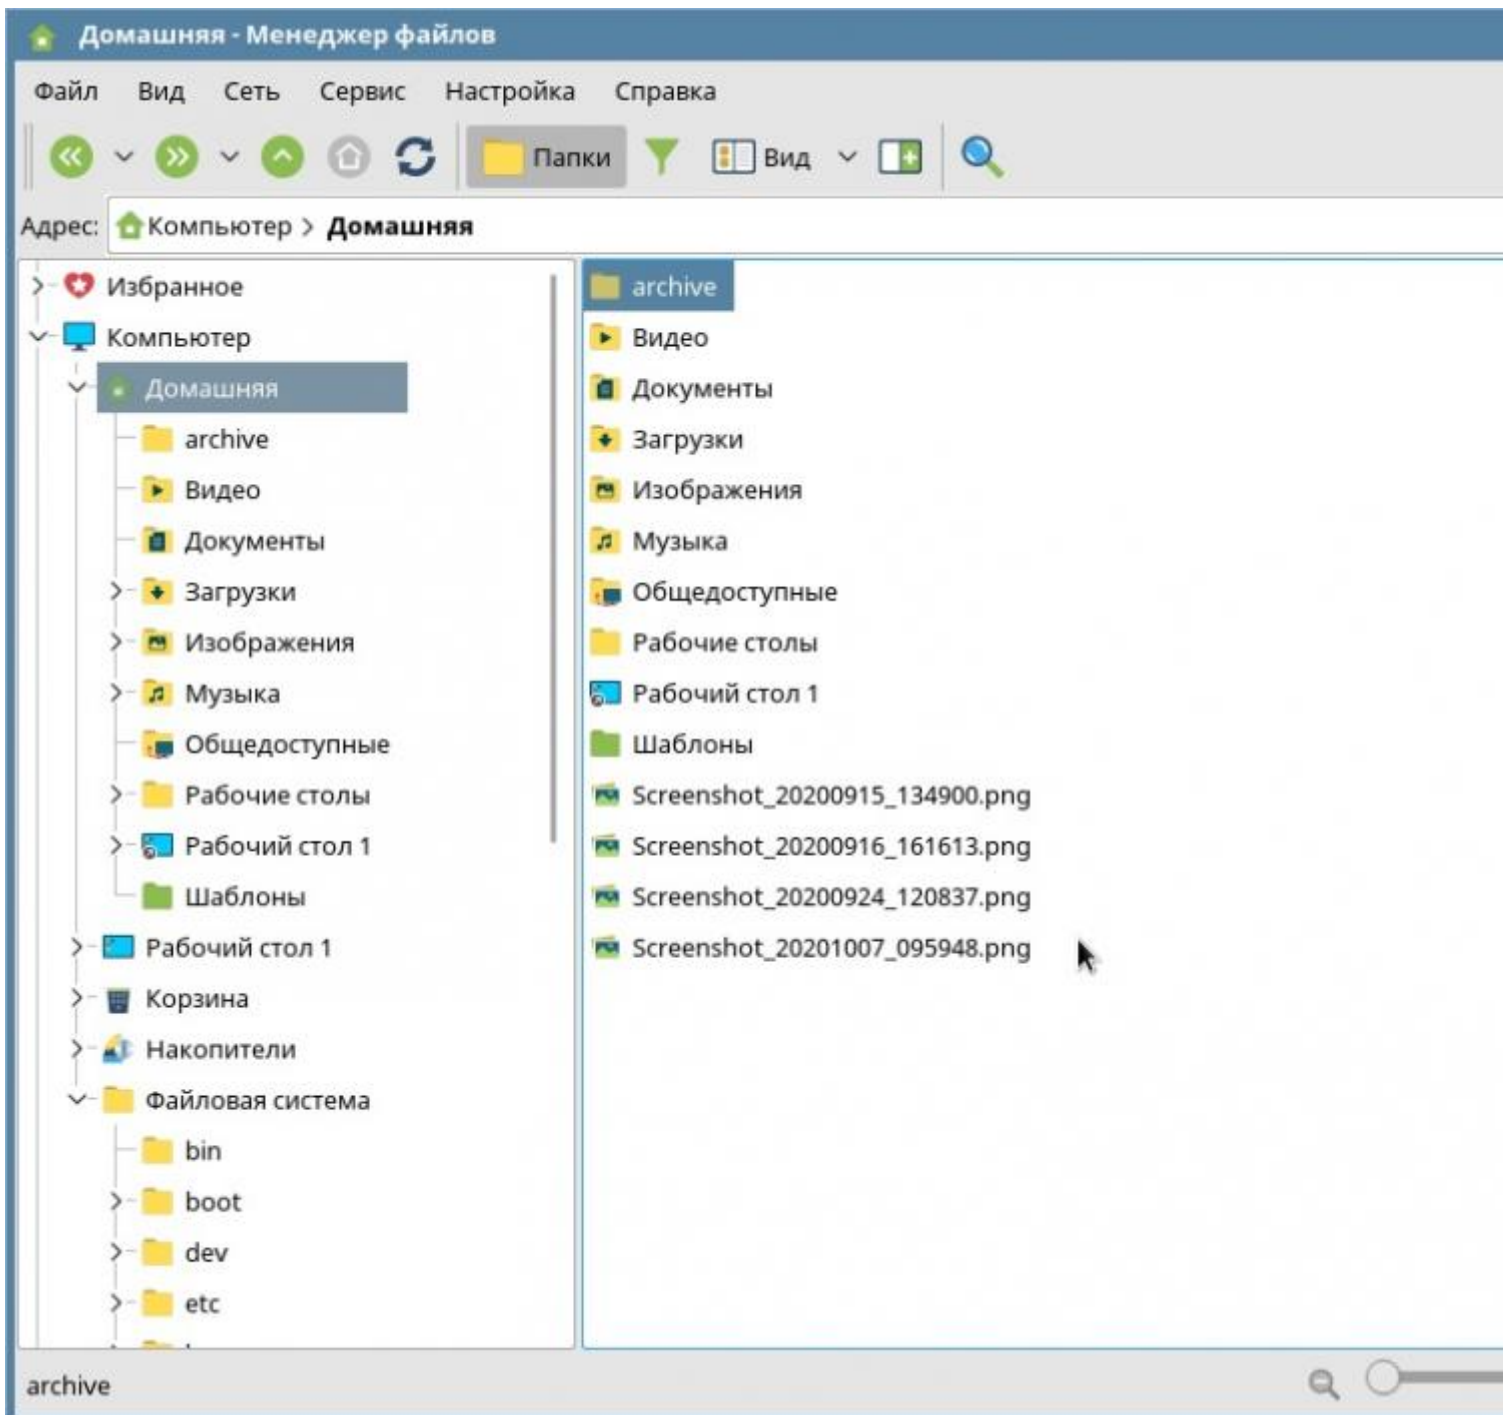 Домашняя - Менеджер файлов
Файл Вид Сеть Сервис Настройка Справка
Папки Вид
Адрес: Компьютер > Домашняя
Избранное
Компьютер
Домашняя
archive
Видео
Документы
Загрузки
Изображения
Музыка
Общедоступные
Рабочие столы
Рабочий стол 1
Шаблоны
Рабочий стол 1
Корзина
Накопители
Файловая система
bin
boot
dev
etc
archive
Видео
Документы
Загрузки
Изображения
Музыка
Общедоступные
Рабочие столы
Рабочий стол 1
Шаблоны
Screenshot_20200915_134900.png
Screenshot_20200916_161613.png
Screenshot_20200924_120837.png
Screenshot_20201007_095948.png
archive